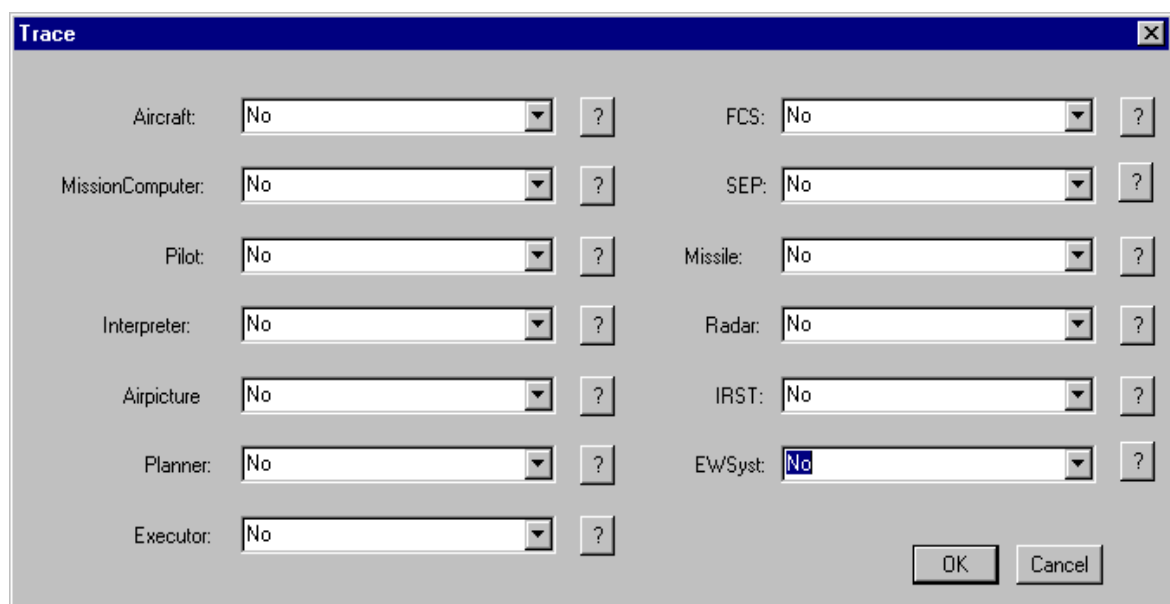 Trace
Aircraft: No ? FCS: No ?
MissionComputer: No ? SEP: No ?
Pilot: No ? Missile: No ?
Interpreter: No ? Radar: No ?
Airpicture No ? IRST: No ?
Planner: No ? EWSyst: No ?
Executor: No ?
OK Cancel